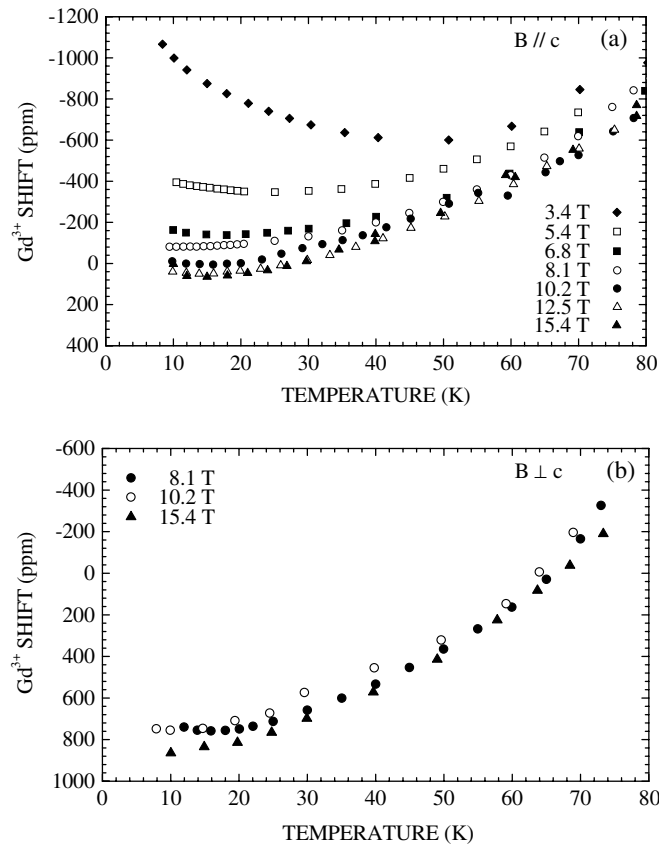 -1200
B // c (a)
-1000
-800
-600
-400
-200
0
200
400
Gd³⁺ SHIFT (ppm)
3.4 T
5.4 T
6.8 T
8.1 T
10.2 T
12.5 T
15.4 T
0 10 20 30 40 50 60 70 80
TEMPERATURE (K)
-600
8.1 T
10.2 T
15.4 T
B ⊥ c (b)
-400
-200
0
200
400
600
800
1000
Gd³⁺ SHIFT (ppm)
0 10 20 30 40 50 60 70 80
TEMPERATURE (K)